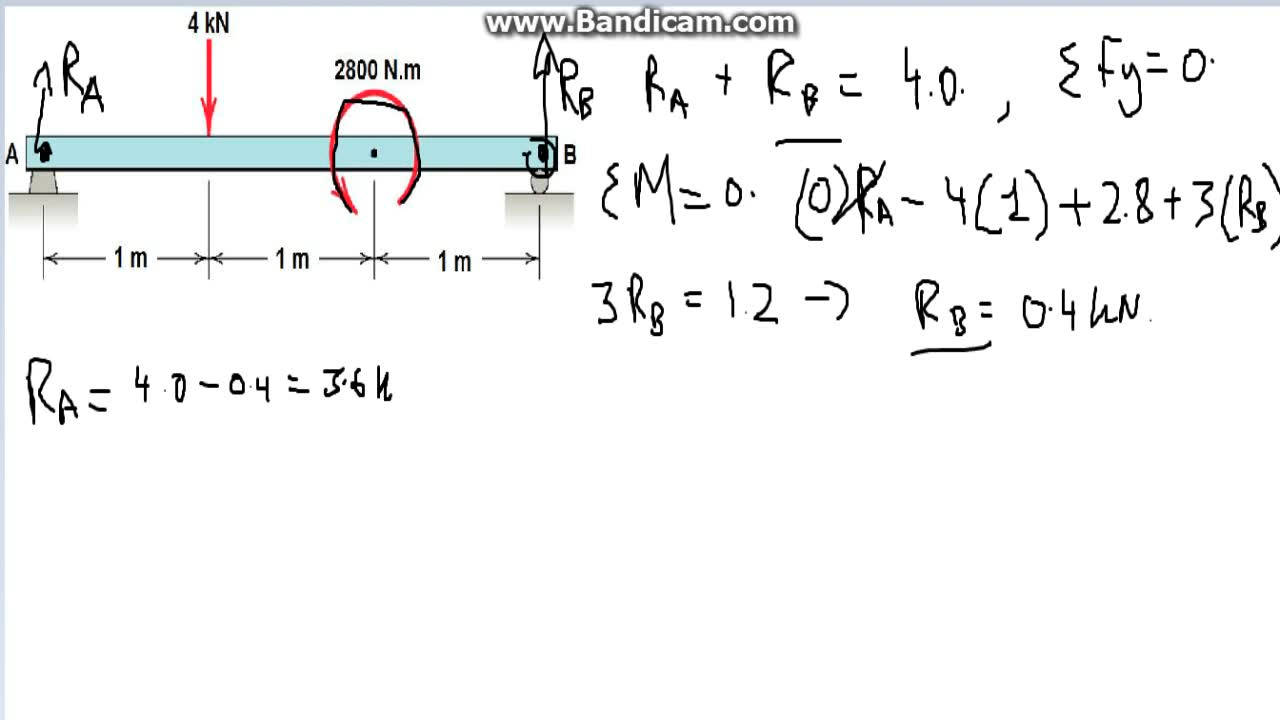 www.Bandicam.com
4 kN
2800 N.m
R_A
R_B
R_A + R_B = 4.0. , ΣFy = 0.
A
B
ΣM = 0. (0)R_A - 4(1) + 2.8 + 3(R_B)
1 m 1 m 1 m
3R_B = 1.2 → R_B = 0.4 kN.
R_A = 4.0 - 0.4 = 3.6 k